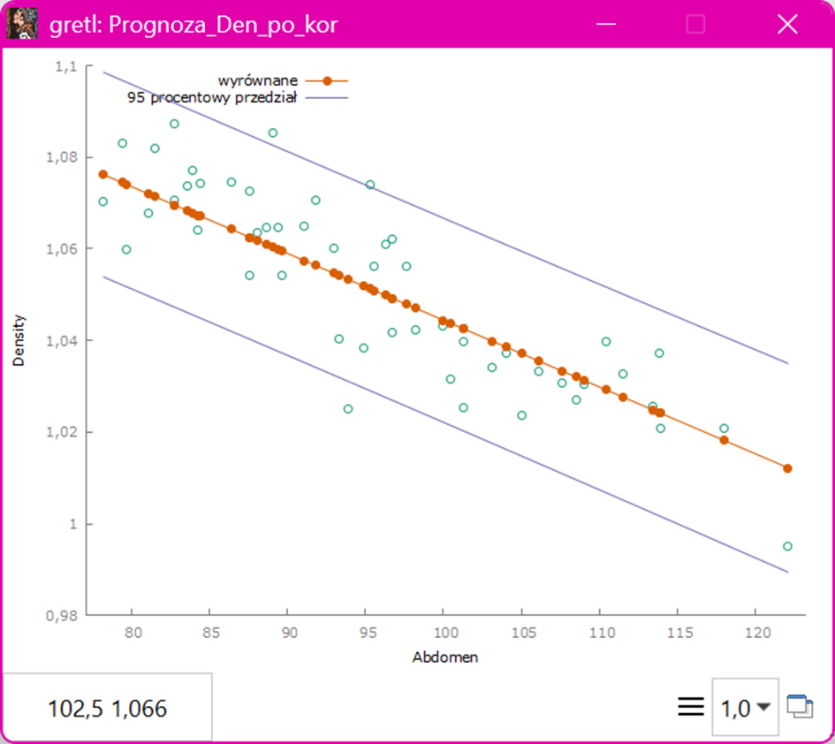 gretl: Prognoza_Den_po_kor
1,1
wyrównane
95 procentowy przedział
1,08
1,06
1,04
1,02
1
0,98
Density
80 85 90 95 100 105 110 115 120
Abdomen
102,5 1,066
1,0